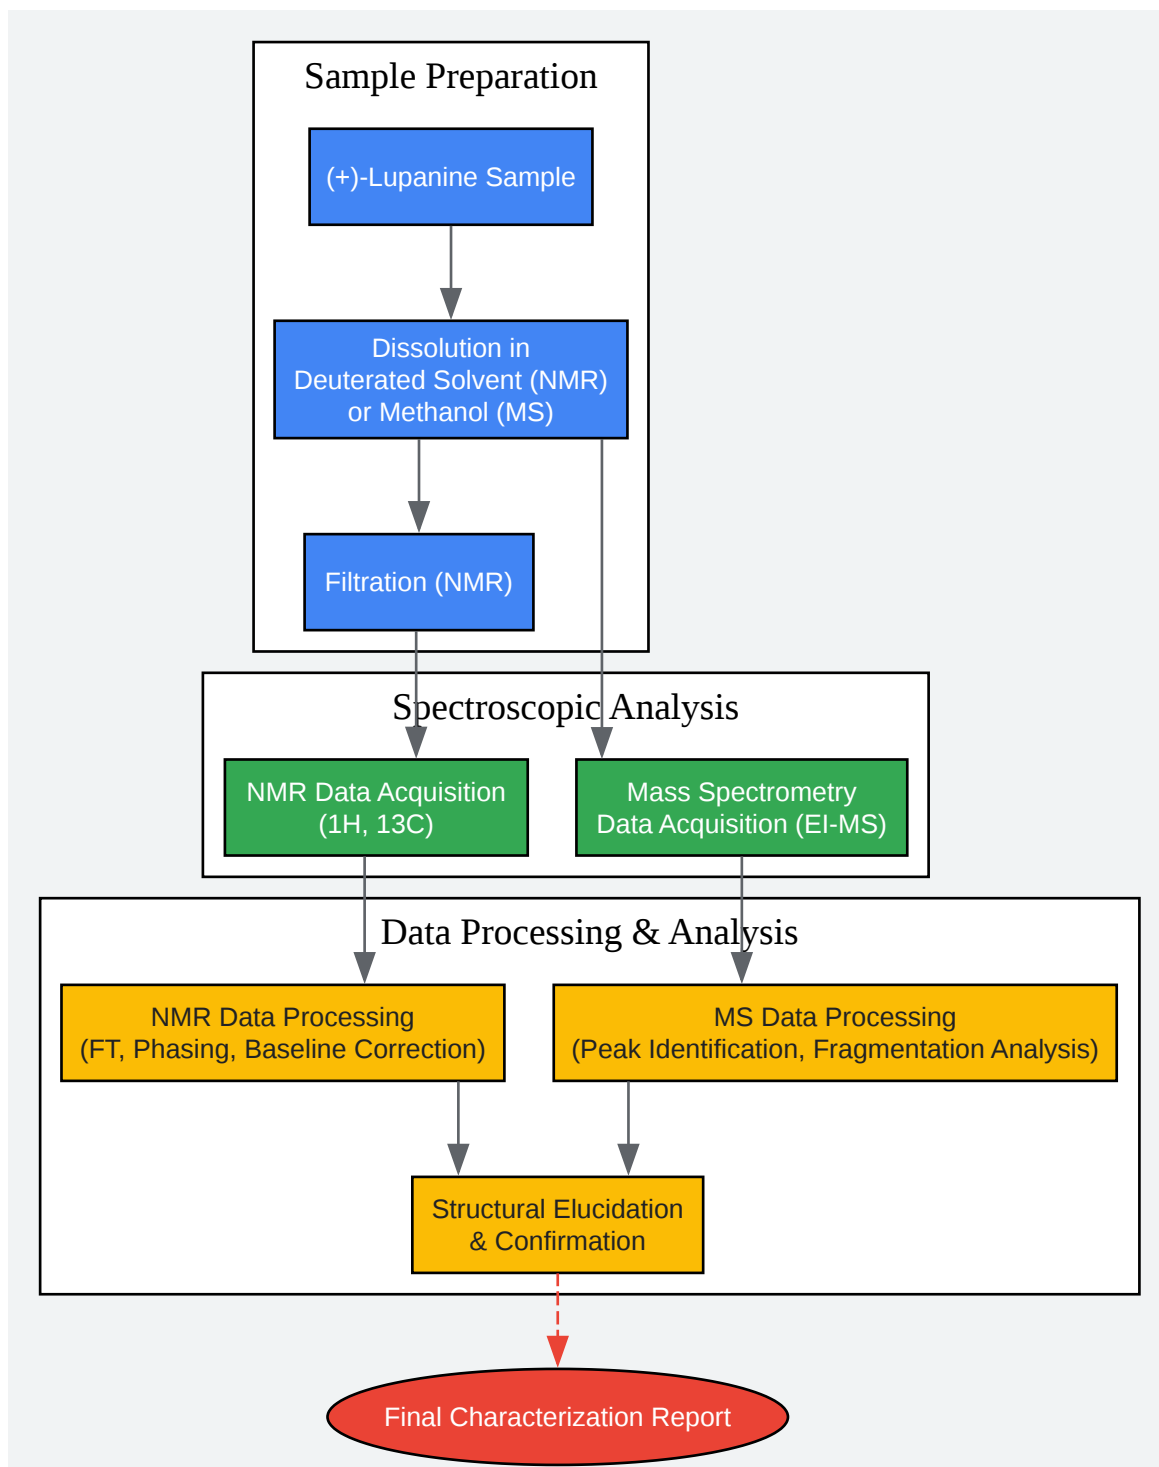 Sample Preparation
(+)-Lupanine Sample
Dissolution in
Deuterated Solvent (NMR)
or Methanol (MS)
Filtration (NMR)
Spectroscopic Analysis
NMR Data Acquisition
(1H, 13C)
Mass Spectrometry
Data Acquisition (EI-MS)
Data Processing & Analysis
NMR Data Processing
(FT, Phasing, Baseline Correction)
MS Data Processing
(Peak Identification, Fragmentation Analysis)
Structural Elucidation
& Confirmation
Final Characterization Report